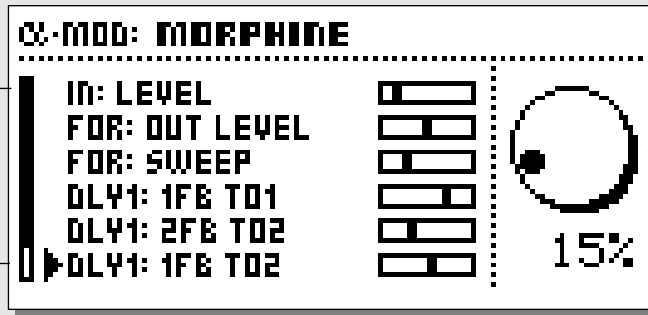 α·MOD: MORPHINE
IN: LEVEL
FOR: OUT LEVEL
FOR: SWEEP
DLY1: 1FB TO1
DLY1: 2FB TO2
DLY1: 1FB TO2
15%